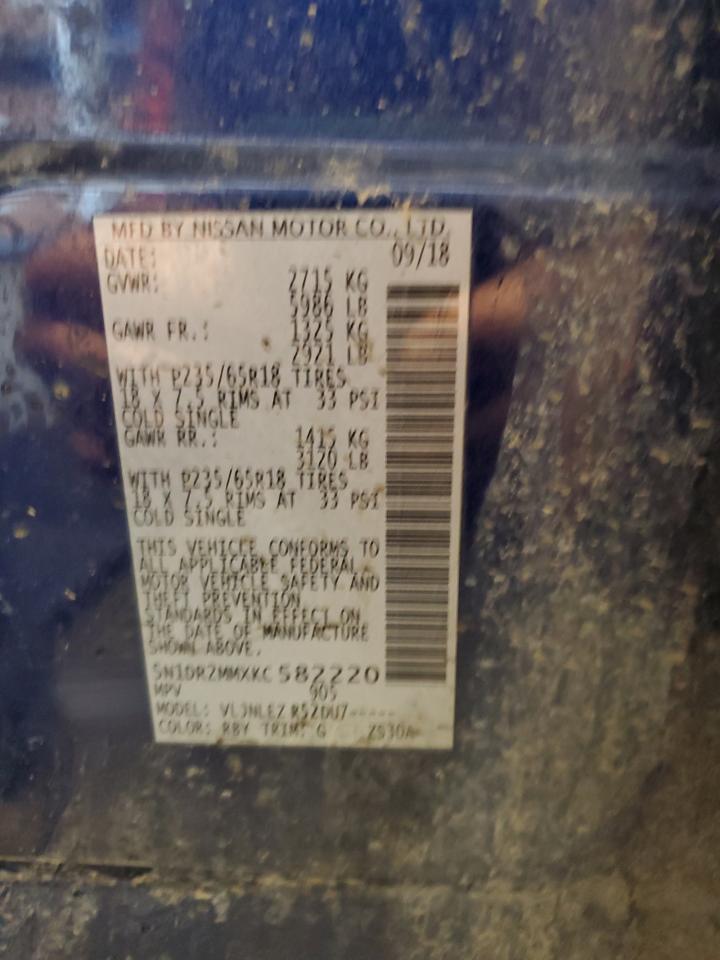 MFD BY NISSAN MOTOR CO., LTD.
DATE: 09/18
GVWR: 2715 KG
5986 LB
GAWR FR.: 1325 KG
2921 LB
WITH P235/65R18 TIRES
18 X 7.5 RIMS AT 33 PSI
COLD SINGLE
GAWR RR.: 1415 KG
3120 LB
WITH P235/65R18 TIRES
18 X 7.5 RIMS AT 33 PSI
COLD SINGLE
THIS VEHICLE CONFORMS TO
ALL APPLICABLE FEDERAL
MOTOR VEHICLE SAFETY AND
THEFT PREVENTION
STANDARDS IN EFFECT ON
THE DATE OF MANUFACTURE
SHOWN ABOVE.
5N1DR2MMXKC582220
MPV 905
MODEL: VLJNLEZ R52DU7-----
COLOR: RBY TRIM: G